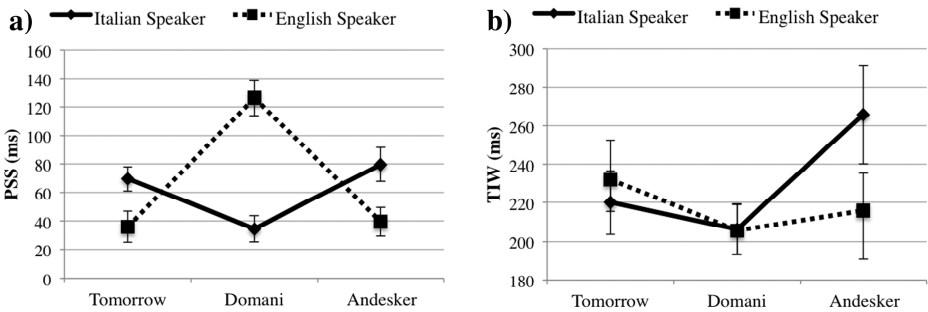 a)
Italian Speaker English Speaker
PSS (ms)
160
140
120
100
80
60
40
20
0
Tomorrow Domani Andesker
b)
Italian Speaker English Speaker
TIW (ms)
300
280
260
240
220
200
180
Tomorrow Domani Andesker